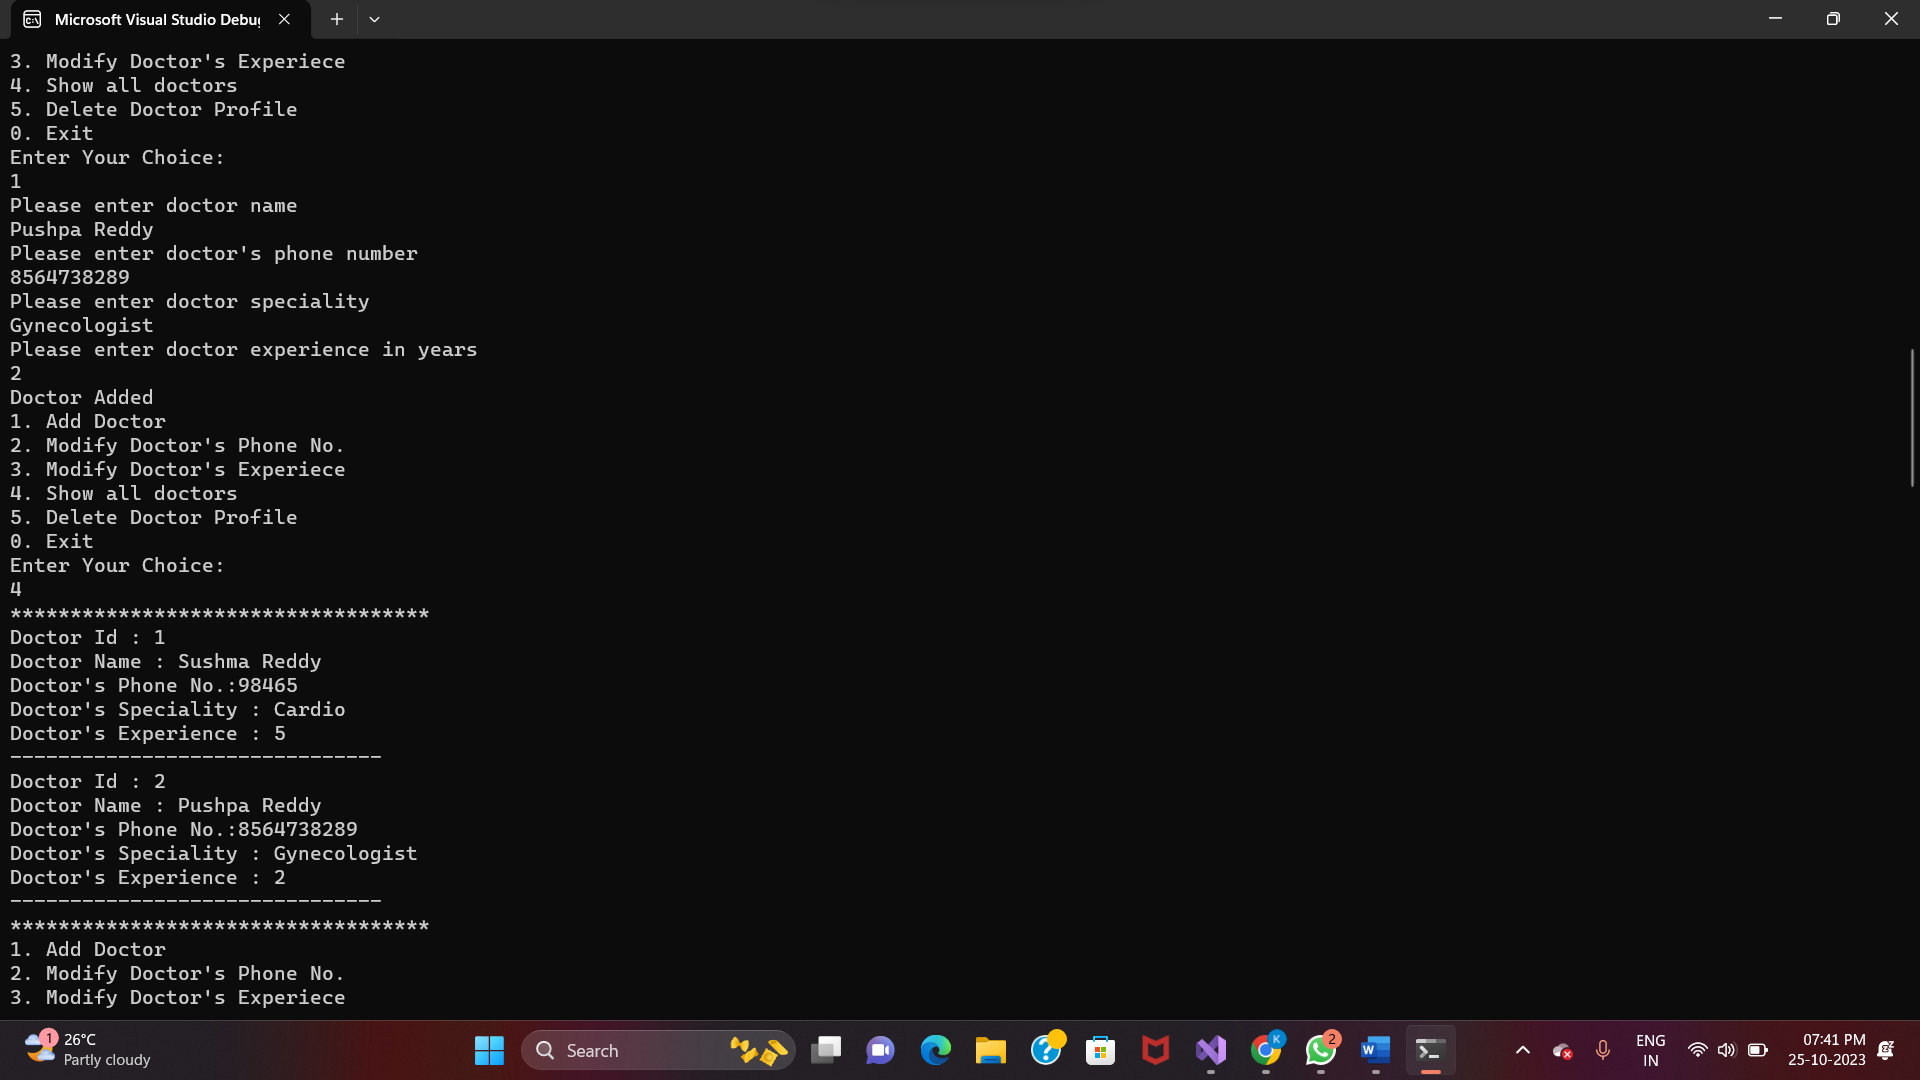 Microsoft Visual Studio Debug
3. Modify Doctor's Experiece
4. Show all doctors
5. Delete Doctor Profile
0. Exit
Enter Your Choice:
1
Please enter doctor name
Pushpa Reddy
Please enter doctor's phone number
8564738289
Please enter doctor speciality
Gynecologist
Please enter doctor experience in years
2
Doctor Added
1. Add Doctor
2. Modify Doctor's Phone No.
3. Modify Doctor's Experiece
4. Show all doctors
5. Delete Doctor Profile
0. Exit
Enter Your Choice:
4
***********************************
Doctor Id : 1
Doctor Name : Sushma Reddy
Doctor's Phone No.:98465
Doctor's Speciality : Cardio
Doctor's Experience : 5
-------------------------------
Doctor Id : 2
Doctor Name : Pushpa Reddy
Doctor's Phone No.:8564738289
Doctor's Speciality : Gynecologist
Doctor's Experience : 2
-------------------------------
***********************************
1. Add Doctor
2. Modify Doctor's Phone No.
3. Modify Doctor's Experiece
1
26°C
Partly cloudy
Search
K
2
W
ENG
IN
07:41 PM
25-10-2023